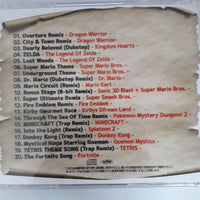 01. Overture Remix - Dragon Warrior -
02. City & Town Remix - Dragon Warrior-
03. Dearly Beloved (Dubstep) - Kingdom Hearts -
04. ZELDA - The Legend Of Zelda -
05. Lost Woods - The Legend Of Zelda -
06. Super Mario Theme - Super Mario Bros. -
07. Underground Theme - Super Mario Bros. -
08. Dr. Mario (Dubstep) - Dr. Mario -
09. Mario Circuit (Remix) - Mario Kart -
10. Bonus Stage (8-bit Remix) - Sonic 3D Blast + Super Mario Bros.-
11. Super Ultimate Remix - Super Smash Bros. -
12. Fire Emblem Remix - Fire Emblem -
13. Icky Gourmet Race - Kirbys Dream Land -
14. Through The Sea Of Time Remix - Pokemon Mystery Dungeon 2 -
15. MINECRAFT (Trap Remix) - MINECRAFT -
16. Into the Light (Remix) - Splatoon 2 -
17. Donkey Kong (Trap Remix) - Donkey Kong -
18. Mystical Ninja Starring Goemon - Goemon Mystics -
19. TETRIS THEAR SONG (Trap Remix) - TETRIS -
20. The Fortnite Song - Fortnite -